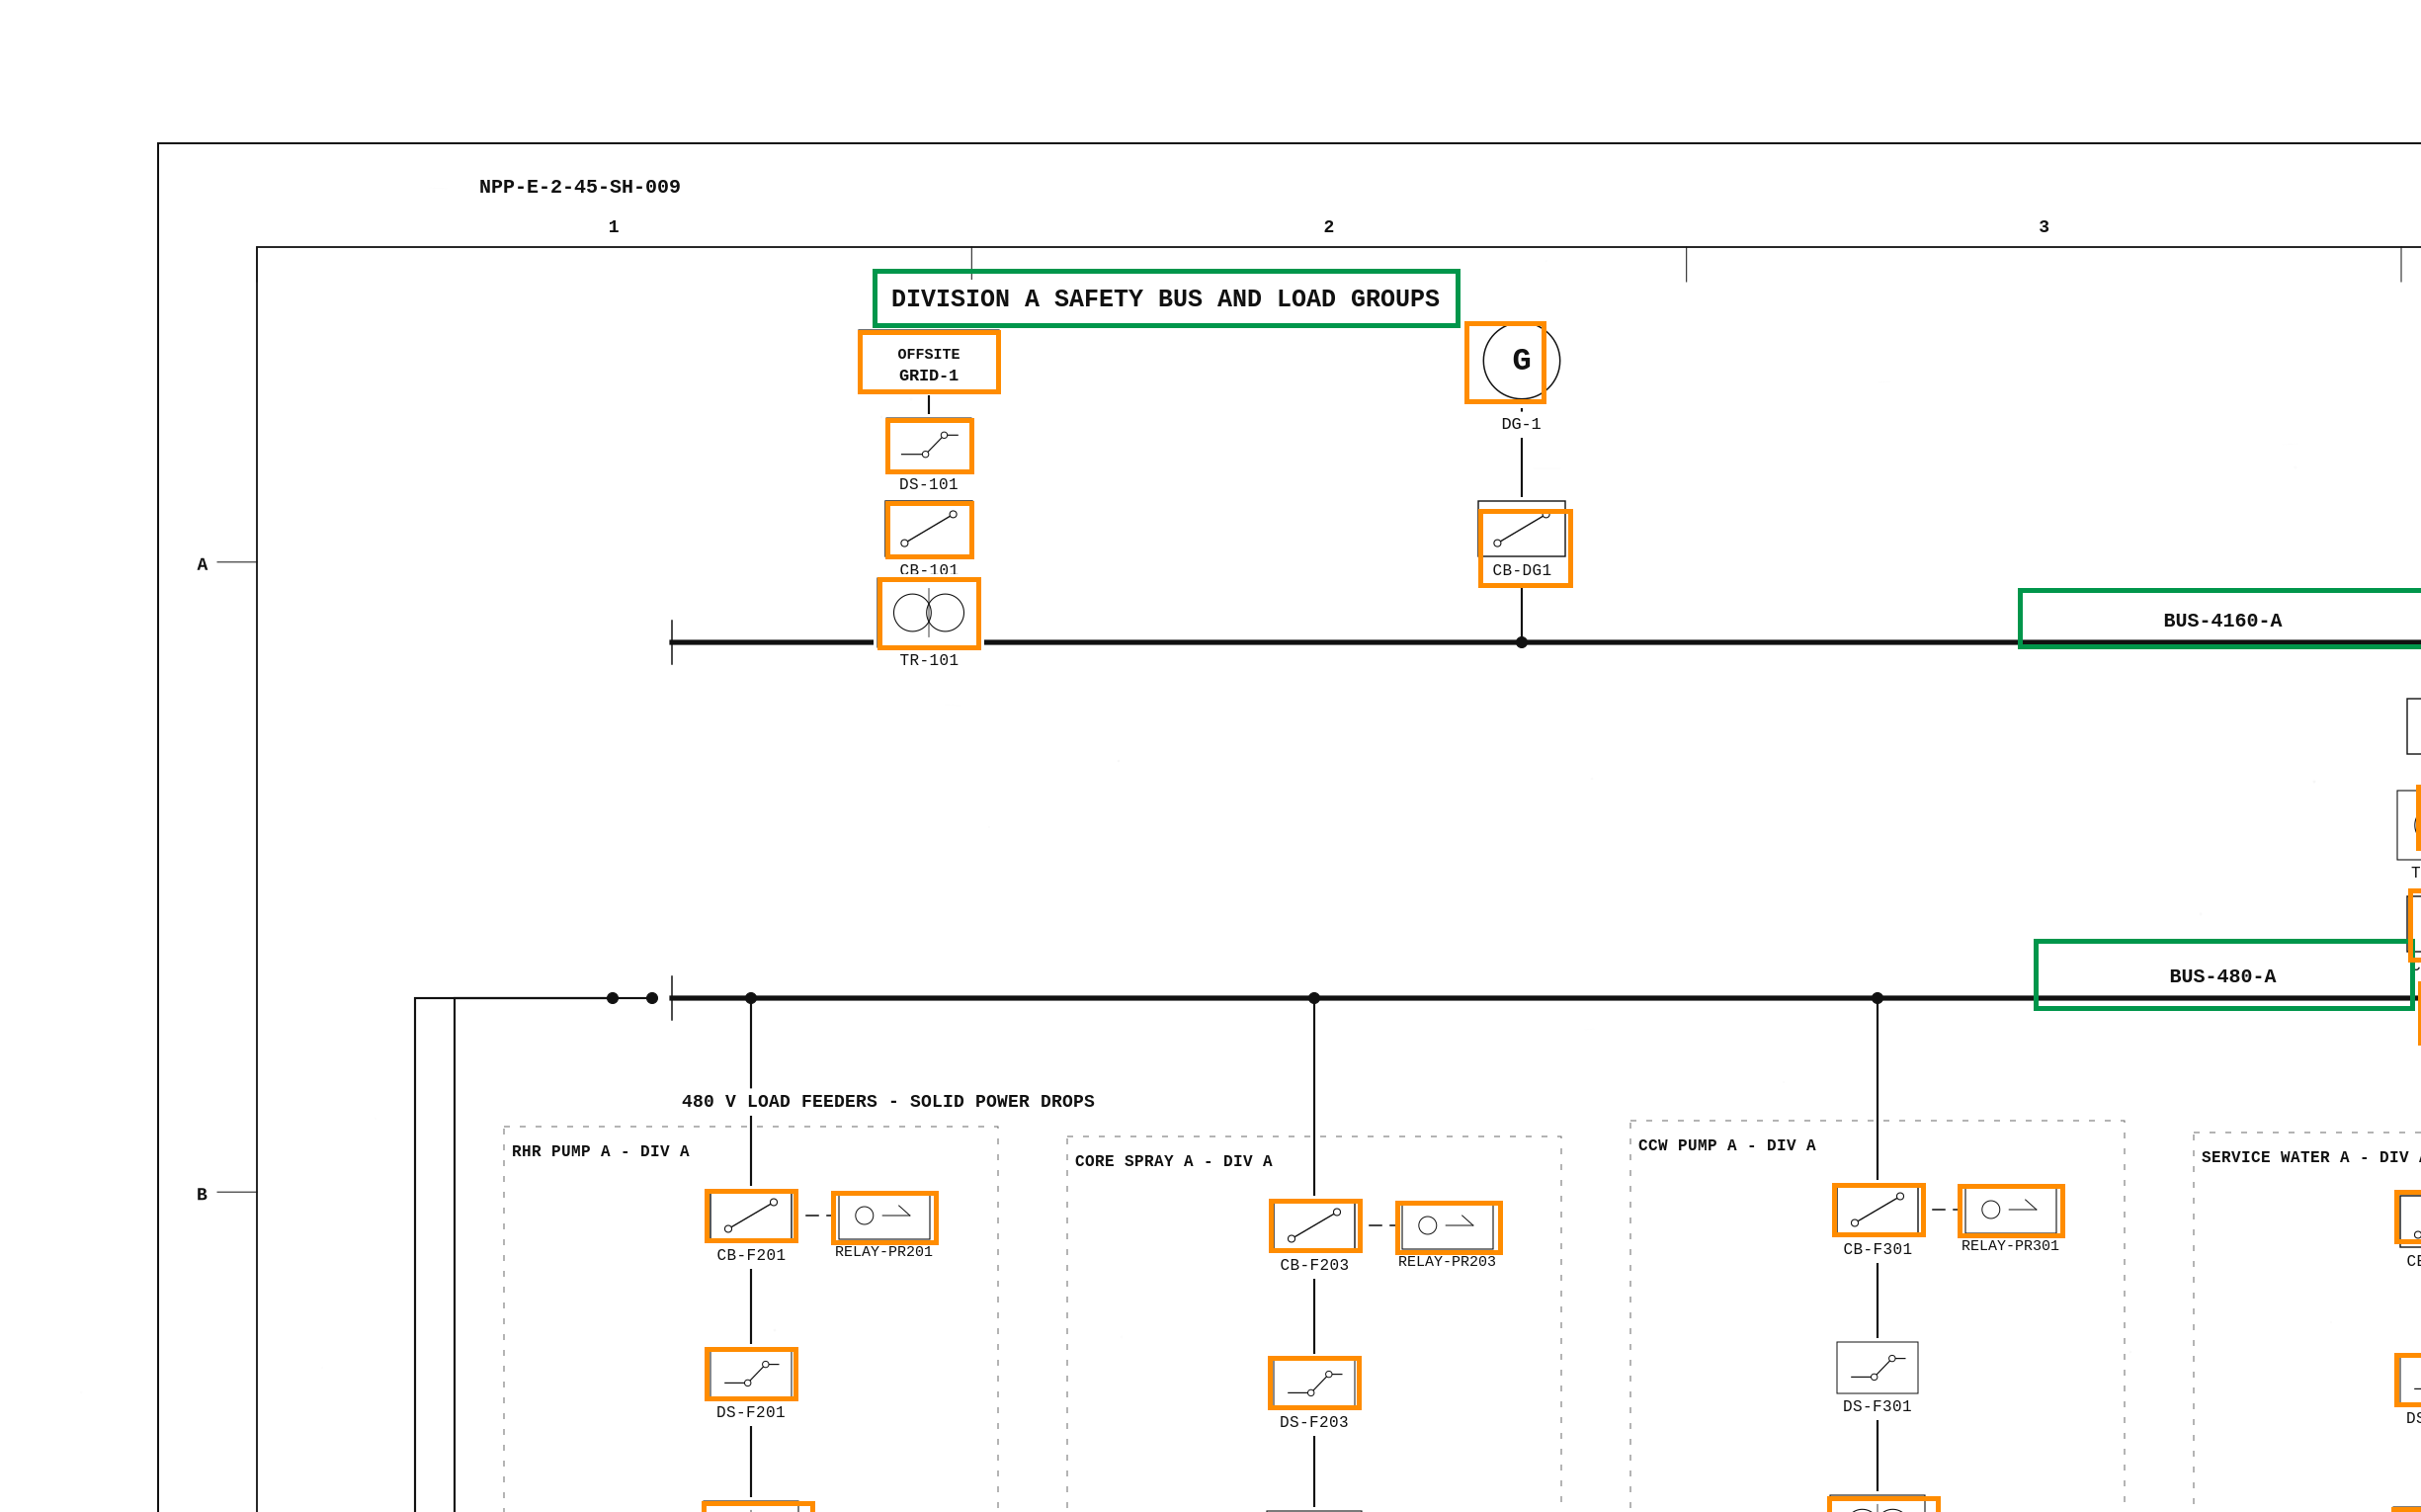 NPP-E-2-45-SH-009
1 2 3
DIVISION A SAFETY BUS AND LOAD GROUPS
OFFSITE
GRID-1
G
DG-1
DS-101
CB-101
CB-DG1
A
BUS-4160-A
TR-101
BUS-480-A
480 V LOAD FEEDERS - SOLID POWER DROPS
RHR PUMP A - DIV A
CORE SPRAY A - DIV A
CCW PUMP A - DIV A
SERVICE WATER A - DIV
B
CB-F201
RELAY-PR201
CB-F203
RELAY-PR203
CB-F301
RELAY-PR301
DS-F201
DS-F203
DS-F301